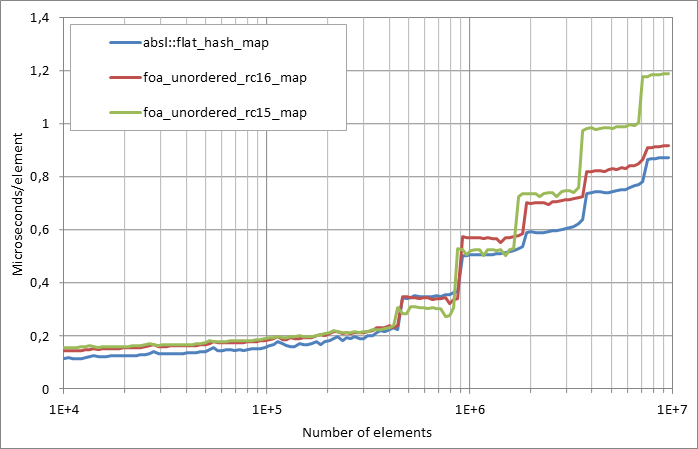 1,4
1,2
1
0,8
0,6
0,4
0,2
0
Microseconds/element
absl::flat_hash_map
foa_unordered_rc16_map
foa_unordered_rc15_map
1E+4 1E+5 1E+6 1E+7
Number of elements